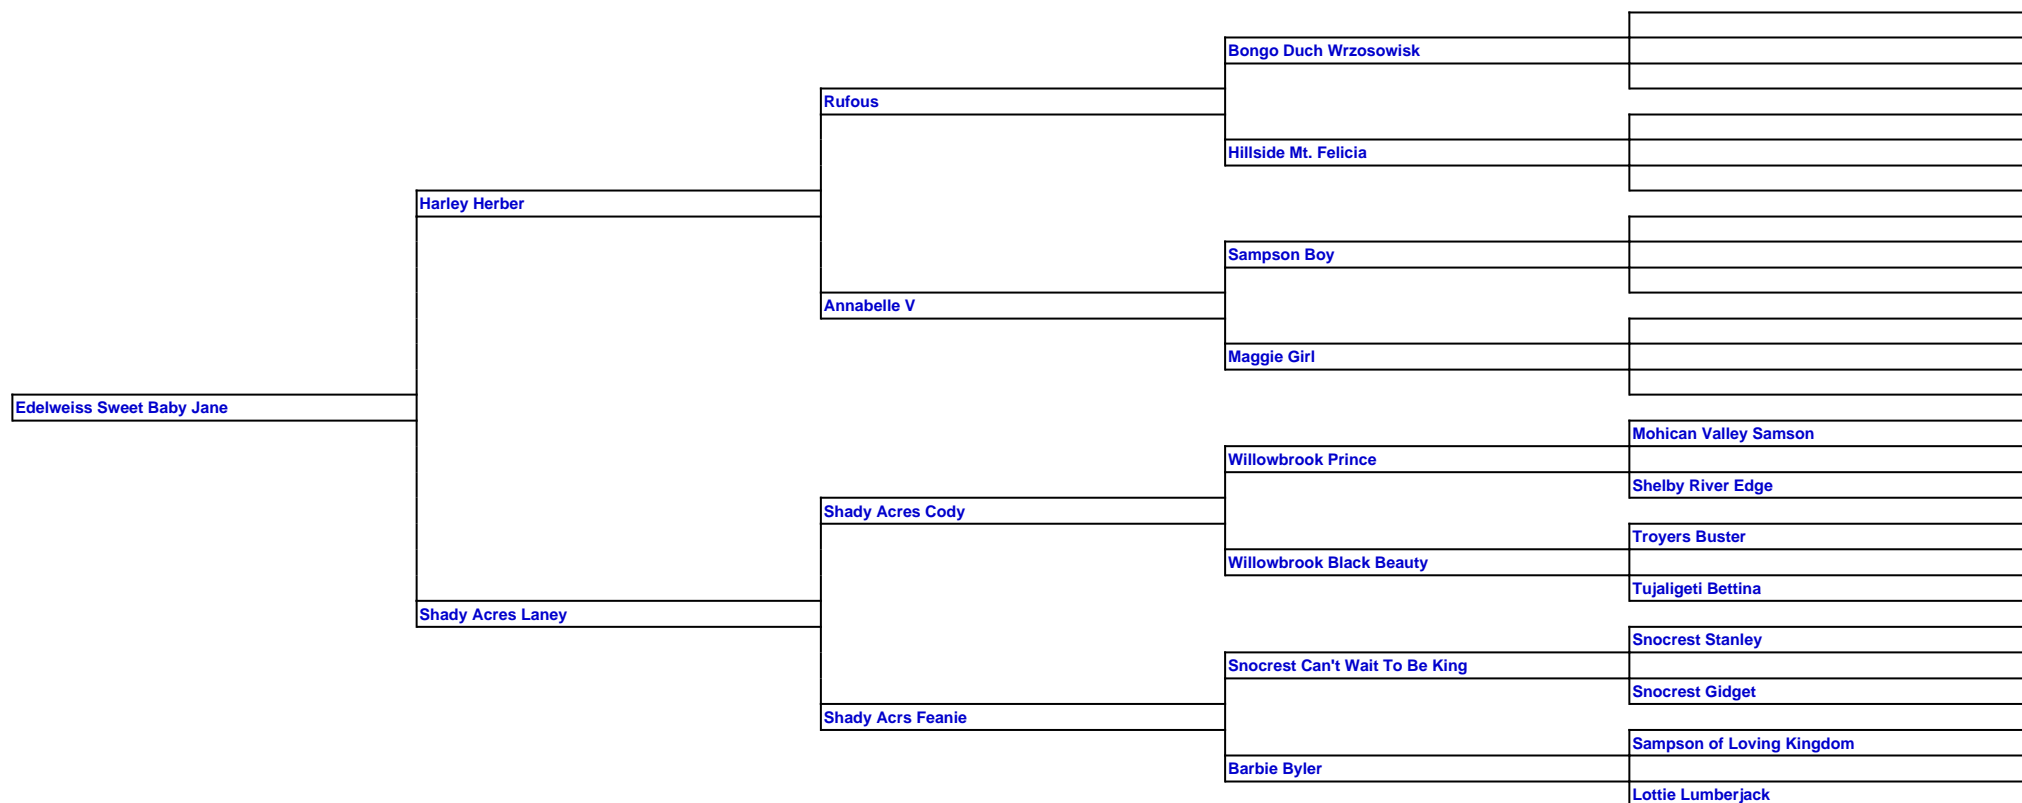 Bongo Duch Wrzosowisk
Rufous
Hillside Mt. Felicia
Harley Herber
Sampson Boy
Annabelle V
Maggie Girl
Edelweiss Sweet Baby Jane
Mohican Valley Samson
Willowbrook Prince
Shelby River Edge
Shady Acres Cody
Troyers Buster
Willowbrook Black Beauty
Tujaligeti Bettina
Shady Acres Laney
Snocrest Stanley
Snocrest Can't Wait To Be King
Snocrest Gidget
Shady Acrs Feanie
Sampson of Loving Kingdom
Barbie Byler
Lottie Lumberjack